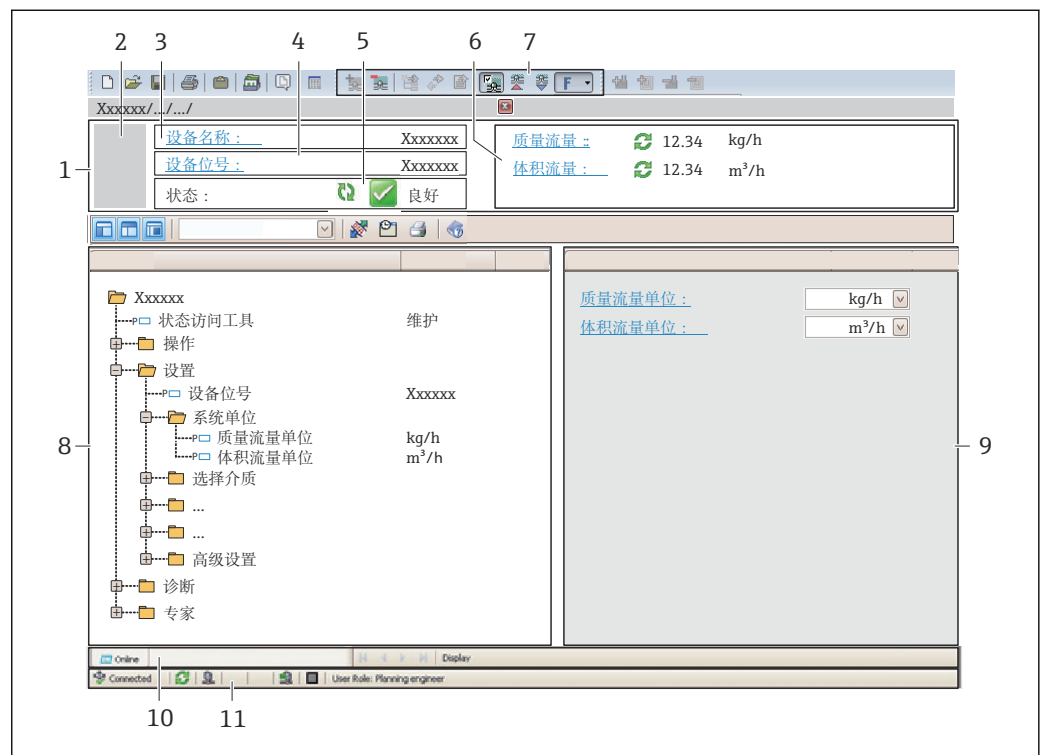 2 3 4 5 6 7
F
Xxxxxx/.../.../
1
设备名称： Xxxxxxx
设备位号： Xxxxxxx
状态： 良好
质量流量：: 12.34 kg/h
体积流量： 12.34 m³/h
Xxxxxx
P 状态访问工具 维护
操作
设置
P 设备位号 Xxxxxx
系统单位
P 质量流量单位 kg/h
P 体积流量单位 m³/h
选择介质
...
...
高级设置
诊断
专家
质量流量单位： kg/h
体积流量单位： m³/h
8
9
Online Display
Connected User Role: Planning engineer
10 11